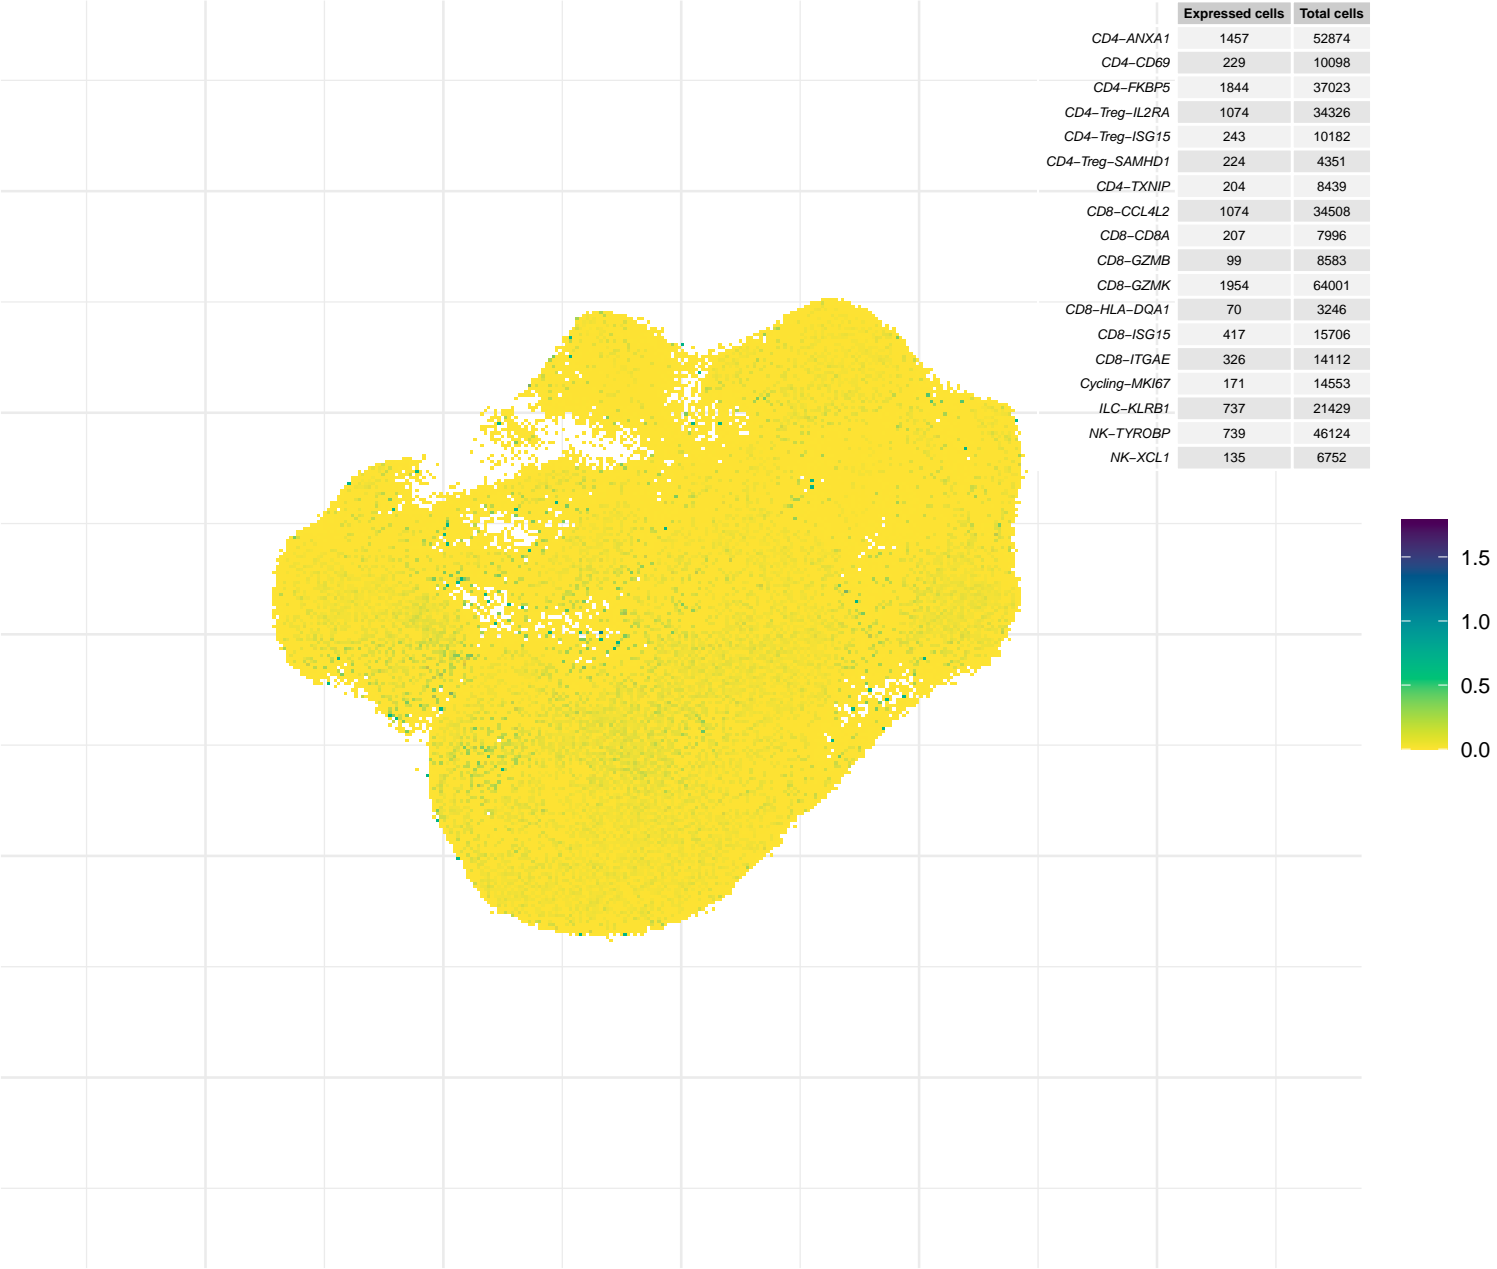 Expressed cells Total cells
CD4−ANXA1 1457 52874
CD4−CD69 229 10098
CD4−FKBP5 1844 37023
CD4−Treg−IL2RA 1074 34326
CD4−Treg−ISG15 243 10182
CD4−Treg−SAMHD1 224 4351
CD4−TXNIP 204 8439
CD8−CCL4L2 1074 34508
CD8−CD8A 207 7996
CD8−GZMB 99 8583
CD8−GZMK 1954 64001
CD8−HLA−DQA1 70 3246
CD8−ISG15 417 15706
CD8−ITGAE 326 14112
Cycling−MKI67 171 14553
ILC−KLRB1 737 21429
NK−TYROBP 739 46124
NK−XCL1 135 6752
1.5
1.0
0.5
0.0